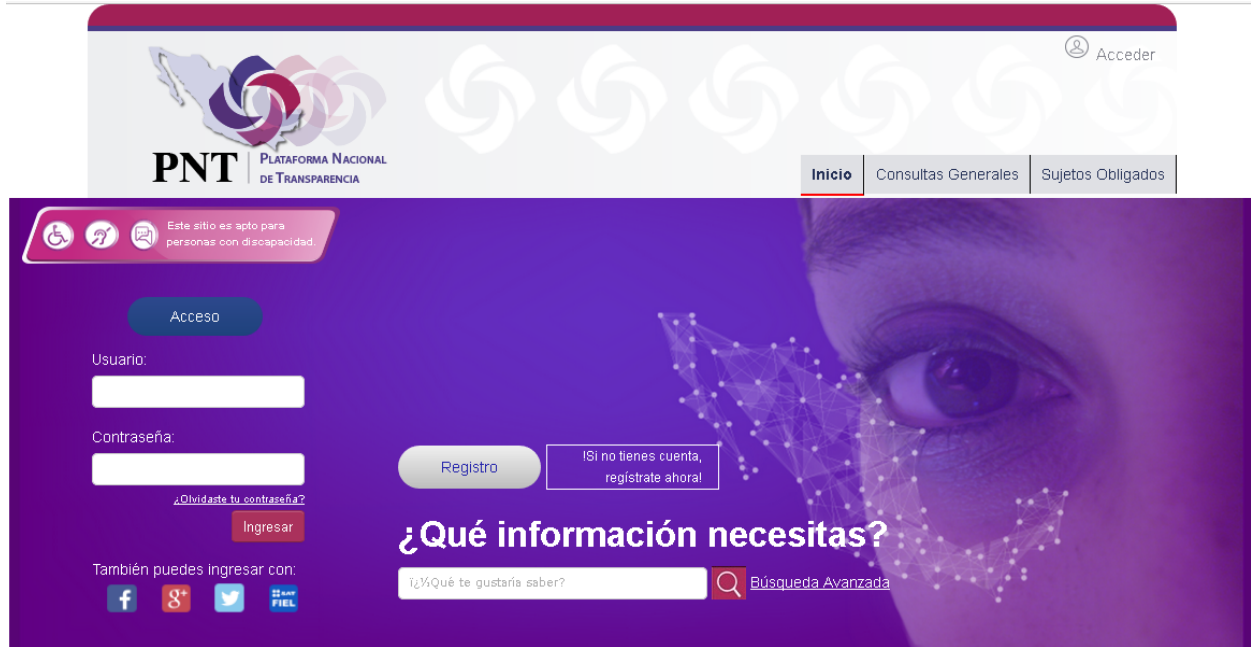 Acceder
PNT
PLATAFORMA NACIONAL
DE TRANSPARENCIA
Inicio
Consultas Generales
Sujetos Obligados
Este sitio es apto para
personas con discapacidad.
Acceso
Usuario:
Contraseña:
¿Olvidaste tu contraseña?
Ingresar
También puedes ingresar con:
f
g+
SAT
FIEL
Registro
!Si no tienes cuenta,
regístrate ahora!
¿Qué información necesitas?
ï¿½Qué te gustaría saber?
Búsqueda Avanzada